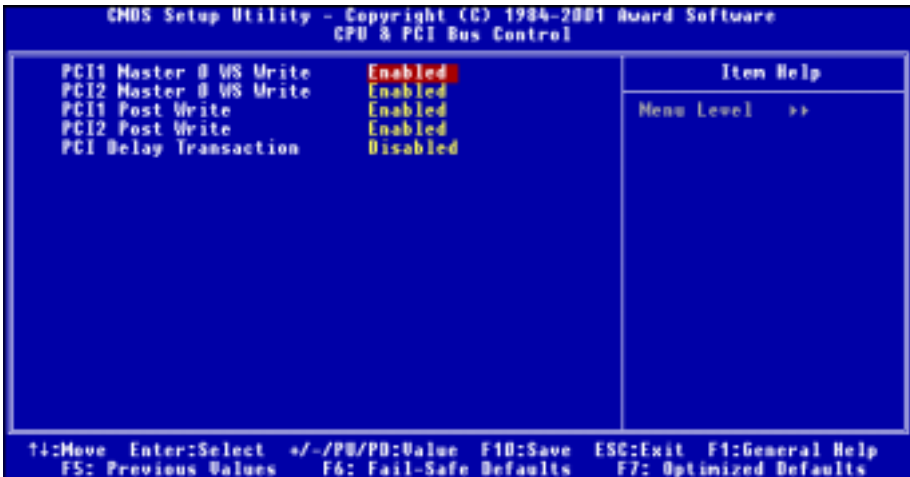 CMOS Setup Utility - Copyright (C) 1984-2001 Award Software
CPU & PCI Bus Control
PCI1 Master 0 WS Write Enabled
PCI2 Master 0 WS Write Enabled
PCI1 Post Write Enabled
PCI2 Post Write Enabled
PCI Delay Transaction Disabled
Item Help
Menu Level ▸▸
↑↓:Move Enter:Select +/-/PU/PD:Value F10:Save ESC:Exit F1:General Help
F5: Previous Values F6: Fail-Safe Defaults F7: Optimized Defaults